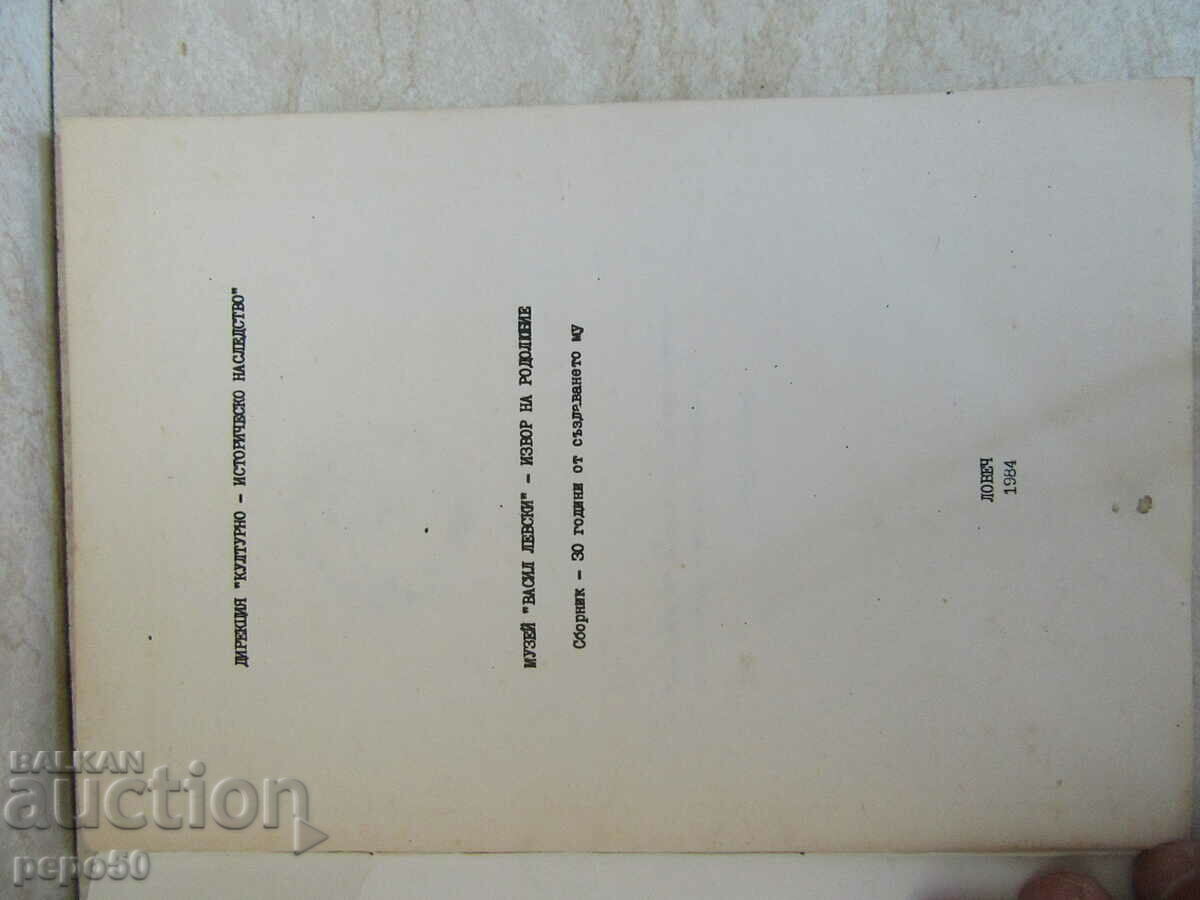 ДИРЕКЦИЯ "КУЛТУРНО - ИСТОРИЧЕСКО НАСЛЕДСТВО"
МУЗЕЙ "ВАСИЛ ЛЕВСКИ" - ИЗВОР НА РОДОЛЮБИЕ
Сборник - 30 години от създаването му
ЛОВЕЧ
1984
BALKAN
auction
pepo50